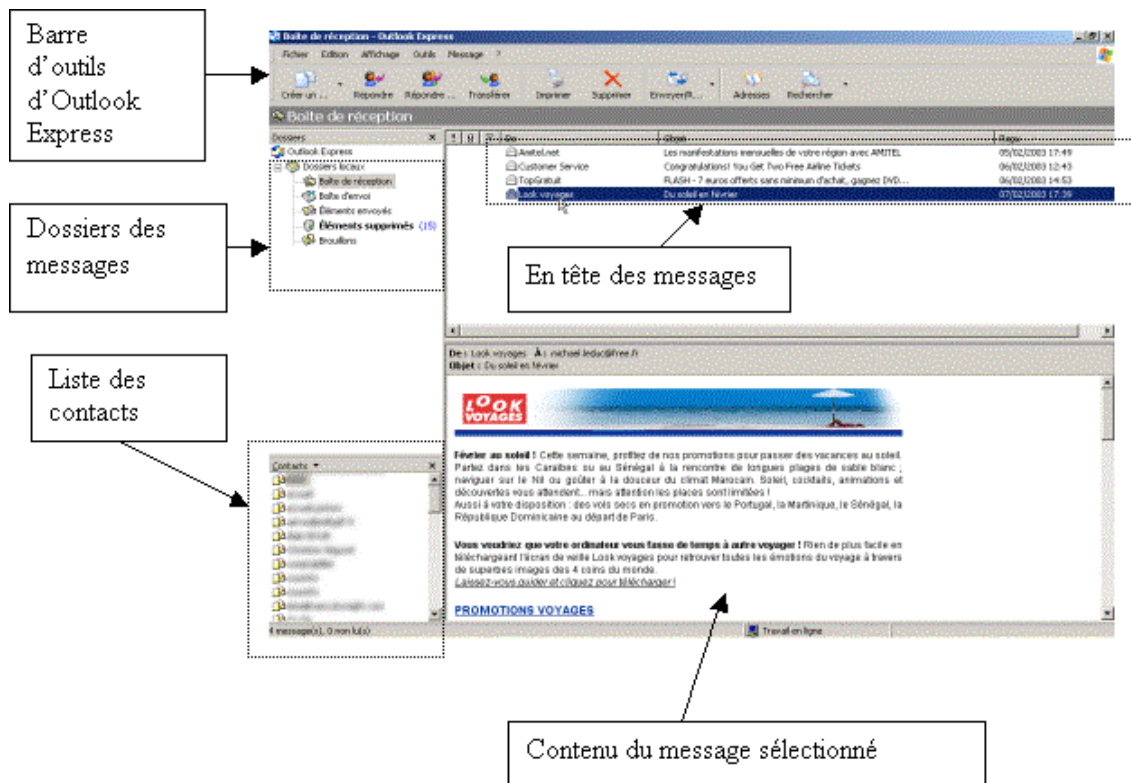 Barre
d'outils
d'Outlook
Express
Boîte de réception - Outlook Express
Fichier Edition Affichage Outils Message ?
Créer un ... Répondre Répondre ... Transférer Imprimer Supprimer Envoyer/R... Adresses Rechercher
Boîte de réception
Dossiers
De Objet Reçu
Outlook Express
Dossiers locaux
Boîte de réception
Boîte d'envoi
Éléments envoyés
Éléments supprimés (15)
Brouillons
Amitel.net Les manifestations mensuelles de votre région avec AMITEL 05/02/2003 17:49
Customer Service Congratulations! You Get Two Free Airline Tickets 06/02/2003 12:43
TopGratuit FLASH - 7 euros offerts sans minimum d'achat, gagnez DVD... 06/02/2003 14:53
Look voyages Du soleil en février 07/02/2003 17:39
Dossiers des
messages
En tête des messages
De : Look voyages À : michael.leduc@free.fr
Objet : Du soleil en février
Liste des
contacts
LOOK
VOYAGES
Février au soleil ! Cette semaine, profitez de nos promotions pour passer des vacances au soleil.
Partez dans les Caraïbes ou au Sénégal à la rencontre de longues plages de sable blanc ;
naviguer sur le Nil ou goûter à la douceur du climat Marocain. Soleil, cocktails, animations et
découvertes vous attendent... mais attention les places sont limitées !
Aussi à votre disposition : des vols secs en promotion vers le Portugal, la Martinique, le Sénégal, la
République Dominicaine au départ de Paris.
Vous voudriez que votre ordinateur vous fasse de temps à autre voyager ! Rien de plus facile en
téléchargeant l'écran de veille Look voyages pour retrouver toutes les émotions du voyage à travers
de superbes images des 4 coins du monde.
Laissez-vous guider et cliquez pour télécharger !
PROMOTIONS VOYAGES
Contacts
4 message(s), 0 non lu(s) Travail en ligne
Contenu du message sélectionné